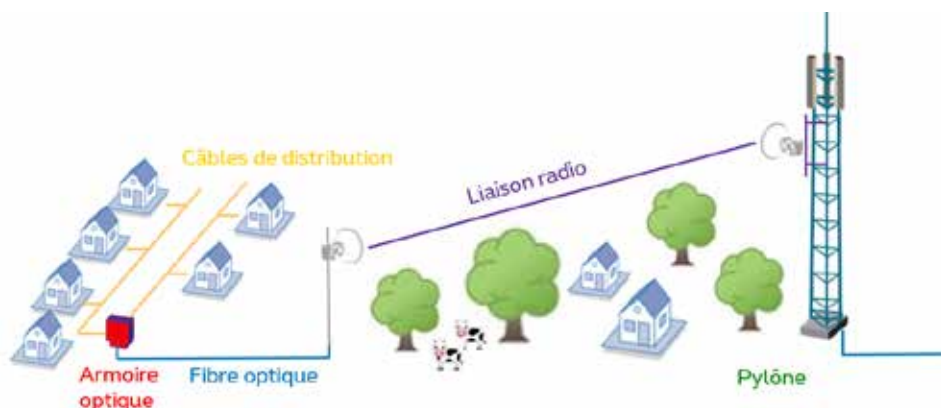 Câbles de distribution
Liaison radio
Armoire
optique
Fibre optique
Pylône